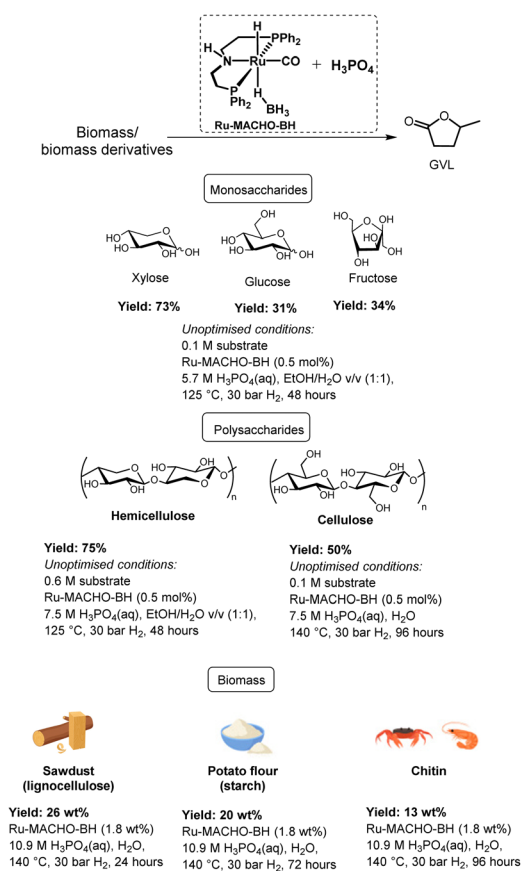 H
PPh2
H
N
Ru
CO
P
Ph2
H
BH3
Ru-MACHO-BH
+ H3PO4
Biomass/
biomass derivatives
O
O
GVL
Monosaccharides
HO
HO
O
OH
OH
Xylose
Yield: 73%
OH
HO
HO
O
OH
OH
Glucose
Yield: 31%
HO
O
OH
HO
OH
OH
Fructose
Yield: 34%
Unoptimised conditions:
0.1 M substrate
Ru-MACHO-BH (0.5 mol%)
5.7 M H3PO4(aq), EtOH/H2O v/v (1:1),
125 °C, 30 bar H2, 48 hours
Polysaccharides
HO
O
OH
O
HO
OH
O
O
n
Hemicellulose
Yield: 75%
Unoptimised conditions:
0.6 M substrate
Ru-MACHO-BH (0.5 mol%)
7.5 M H3PO4(aq), EtOH/H2O v/v (1:1),
125 °C, 30 bar H2, 48 hours
HO
HO
O
OH
O
HO
OH
O
O
OH
n
Cellulose
Yield: 50%
Unoptimised conditions:
0.1 M substrate
Ru-MACHO-BH (0.5 mol%)
7.5 M H3PO4(aq), H2O
140 °C, 30 bar H2, 96 hours
Biomass
Sawdust
(lignocellulose)
Yield: 26 wt%
Ru-MACHO-BH (1.8 wt%)
10.9 M H3PO4(aq), H2O,
140 °C, 30 bar H2, 24 hours
Potato flour
(starch)
Yield: 20 wt%
Ru-MACHO-BH (1.8 wt%)
10.9 M H3PO4(aq), H2O,
140 °C, 30 bar H2, 72 hours
Chitin
Yield: 13 wt%
Ru-MACHO-BH (1.8 wt%)
10.9 M H3PO4(aq), H2O,
140 °C, 30 bar H2, 96 hours